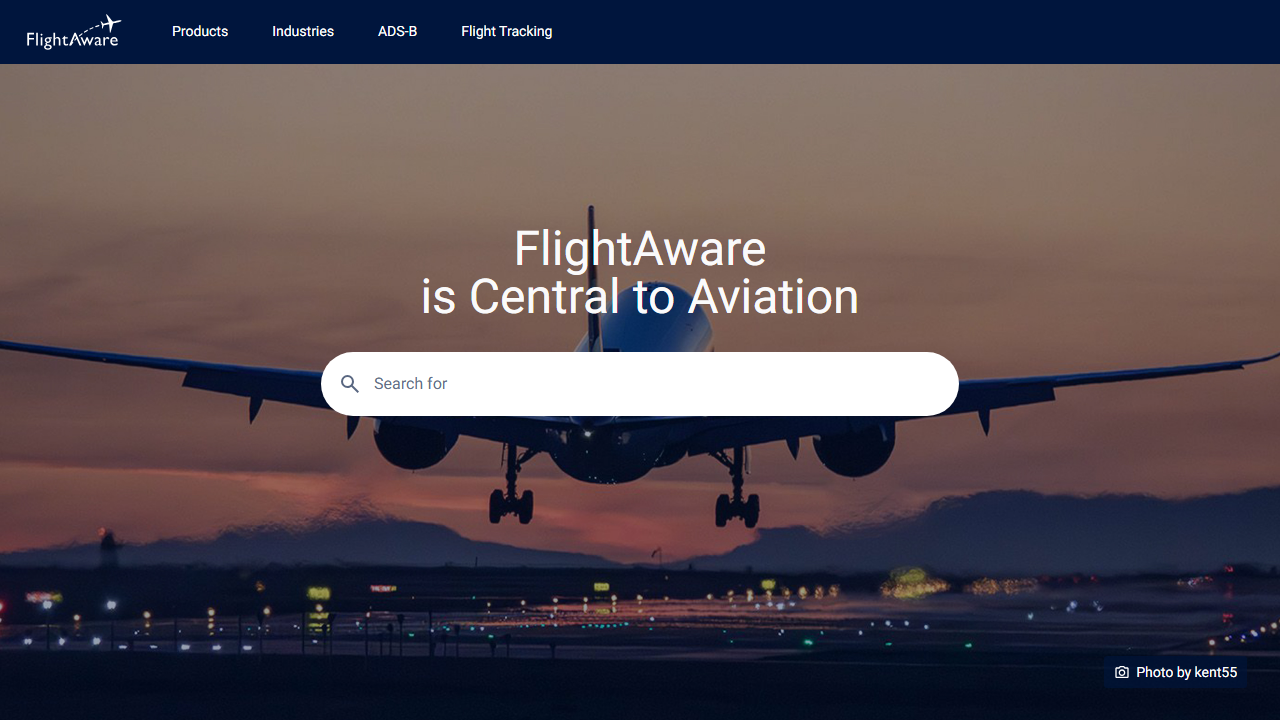 FlightAware
Products
Industries
ADS-B
Flight Tracking
FlightAware
is Central to Aviation
Search for
Photo by kent55